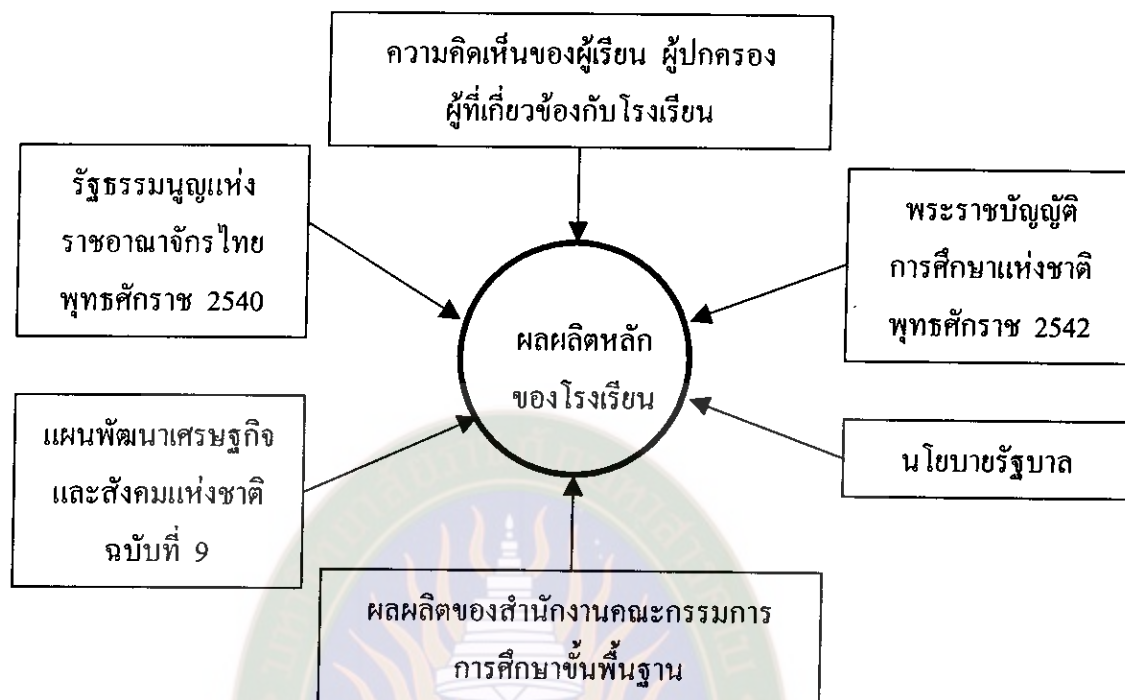 ความคิดเห็นของผู้เรียน ผู้ปกครอง
ผู้ที่เกี่ยวข้องกับโรงเรียน
รัฐธรรมนูญแห่ง
ราชอาณาจักรไทย
พุทธศักราช 2540
พระราชบัญญัติ
การศึกษาแห่งชาติ
พุทธศักราช 2542
ผลผลิตหลัก
ของโรงเรียน
แผนพัฒนาเศรษฐกิจ
และสังคมแห่งชาติ
ฉบับที่ 9
นโยบายรัฐบาล
ผลผลิตของสำนักงานคณะกรรมการ
การศึกษาขั้นพื้นฐาน